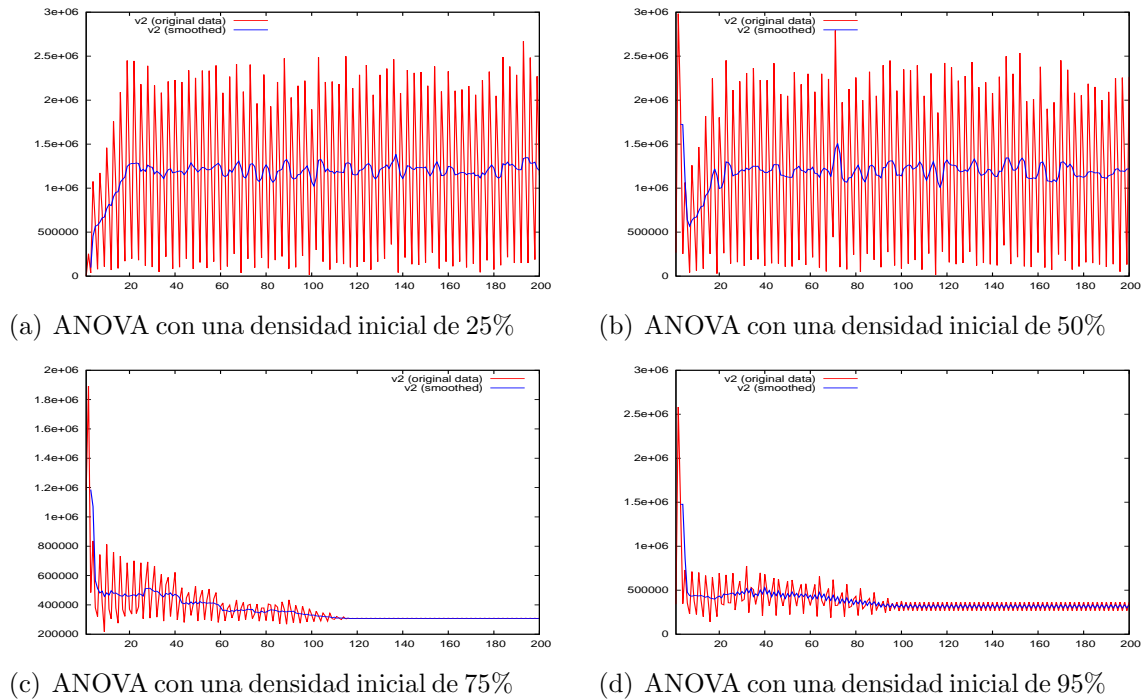 3e+06
2.5e+06
2e+06
1.5e+06
1e+06
500000
0
v2 (original data)
v2 (smoothed)
20 40 60 80 100 120 140 160 180 200
(a) ANOVA con una densidad inicial de 25%
3e+06
2.5e+06
2e+06
1.5e+06
1e+06
500000
0
v2 (original data)
v2 (smoothed)
20 40 60 80 100 120 140 160 180 200
(b) ANOVA con una densidad inicial de 50%
2e+06
1.8e+06
1.6e+06
1.4e+06
1.2e+06
1e+06
800000
600000
400000
200000
v2 (original data)
v2 (smoothed)
20 40 60 80 100 120 140 160 180 200
(c) ANOVA con una densidad inicial de 75%
3e+06
2.5e+06
2e+06
1.5e+06
1e+06
500000
0
v2 (original data)
v2 (smoothed)
20 40 60 80 100 120 140 160 180 200
(d) ANOVA con una densidad inicial de 95%